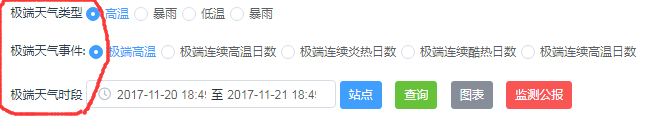 极端天气类型 高温 暴雨 低温 暴雨
极端天气事件: 极端高温 极端连续高温日数 极端连续炎热日数 极端连续酷热日数 极端连续高温日数
极端天气时段 2017-11-20 18:45 至 2017-11-21 18:45 站点 查询 图表 监测公报